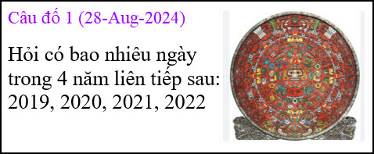 Câu đố 1 (28-Aug-2024)
Hỏi có bao nhiêu ngày
trong 4 năm liên tiếp sau:
2019, 2020, 2021, 2022